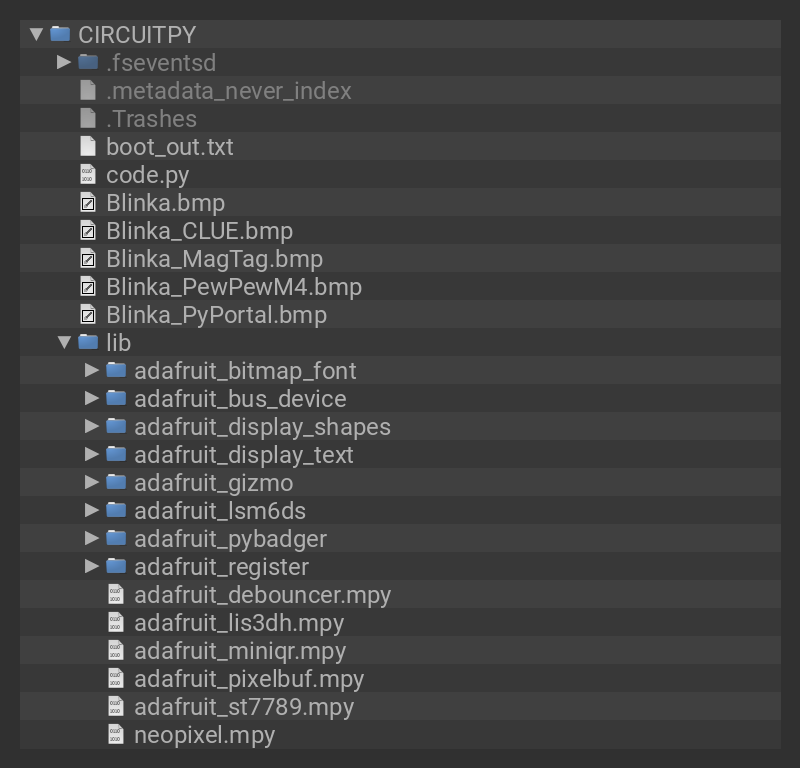 CIRCUITPY
.fseventsd
.metadata_never_index
.Trashes
boot_out.txt
code.py
Blinka.bmp
Blinka_CLUE.bmp
Blinka_MagTag.bmp
Blinka_PewPewM4.bmp
Blinka_PyPortal.bmp
lib
adafruit_bitmap_font
adafruit_bus_device
adafruit_display_shapes
adafruit_display_text
adafruit_gizmo
adafruit_lsm6ds
adafruit_pybadger
adafruit_register
adafruit_debouncer.mpy
adafruit_lis3dh.mpy
adafruit_miniqr.mpy
adafruit_pixelbuf.mpy
adafruit_st7789.mpy
neopixel.mpy